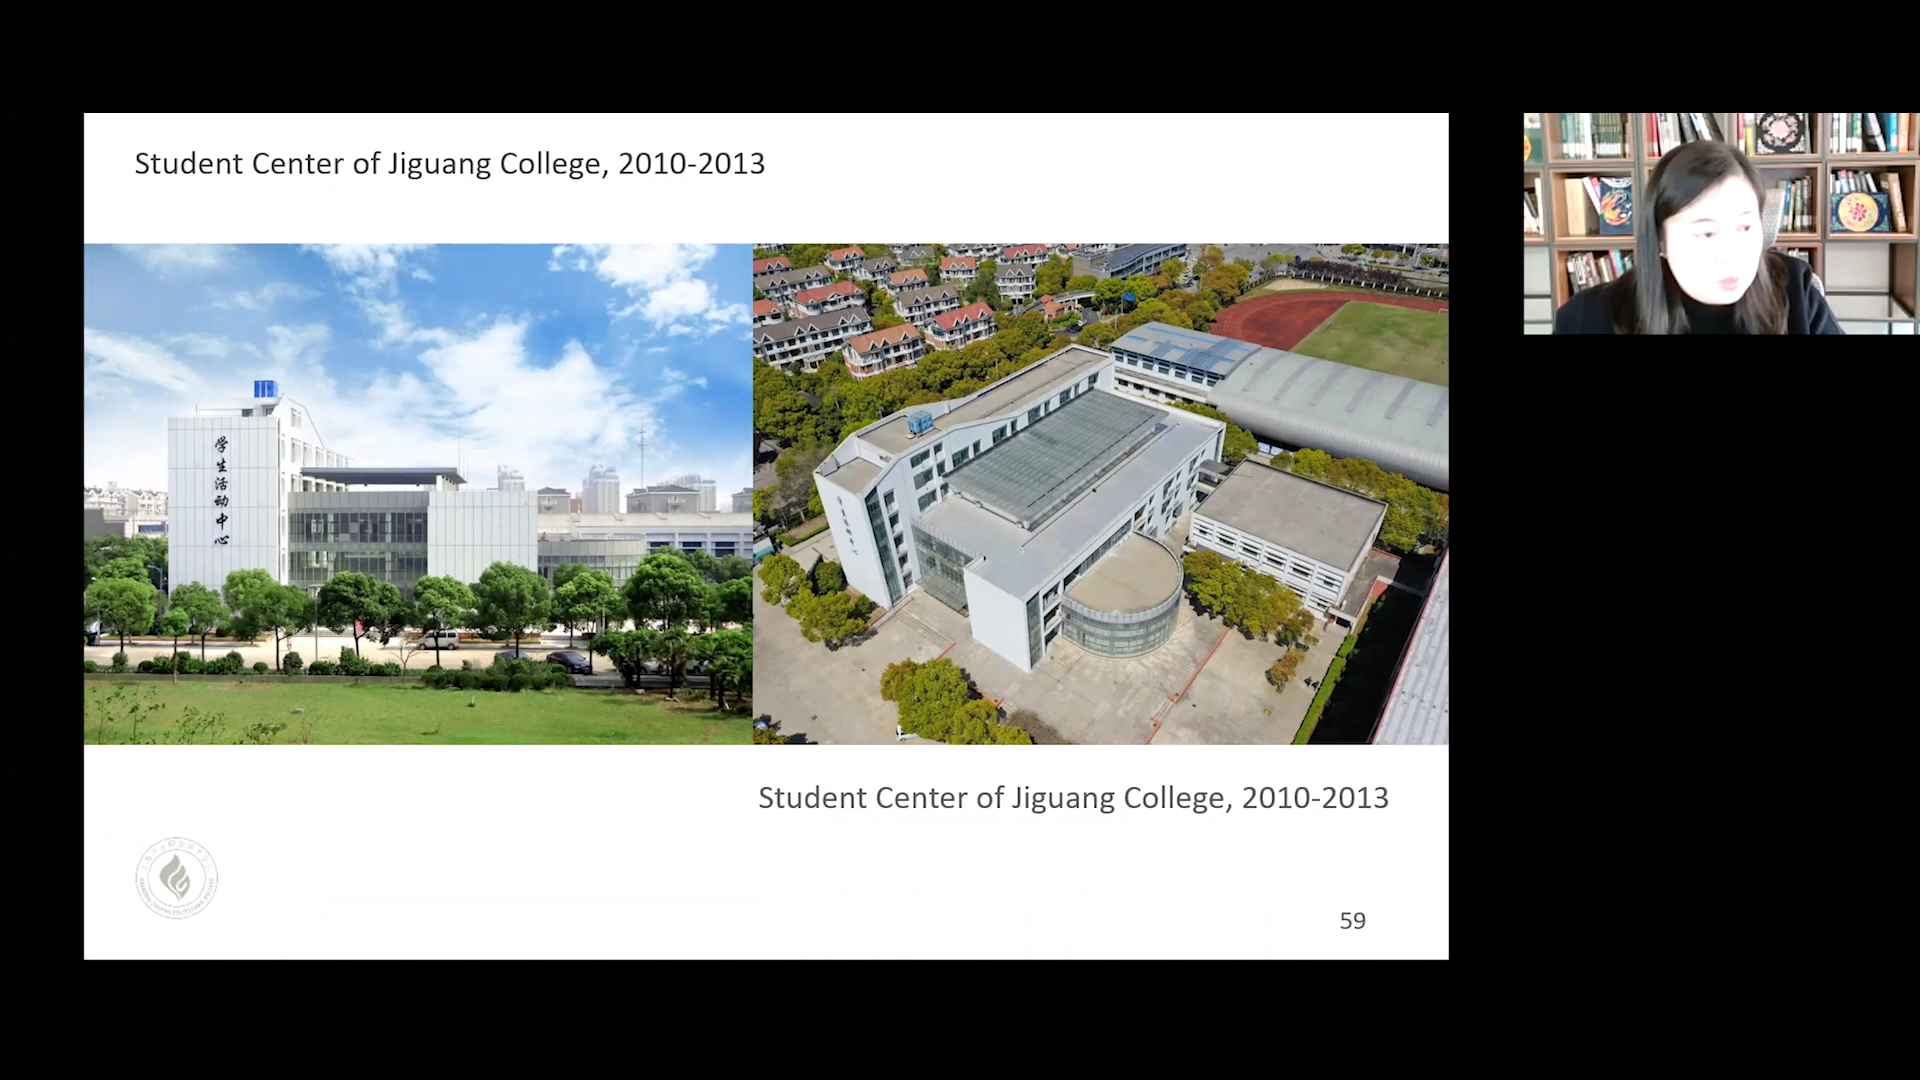 Student Center of Jiguang College, 2010-2013
学生活动中心
Student Center of Jiguang College, 2010-2013
59